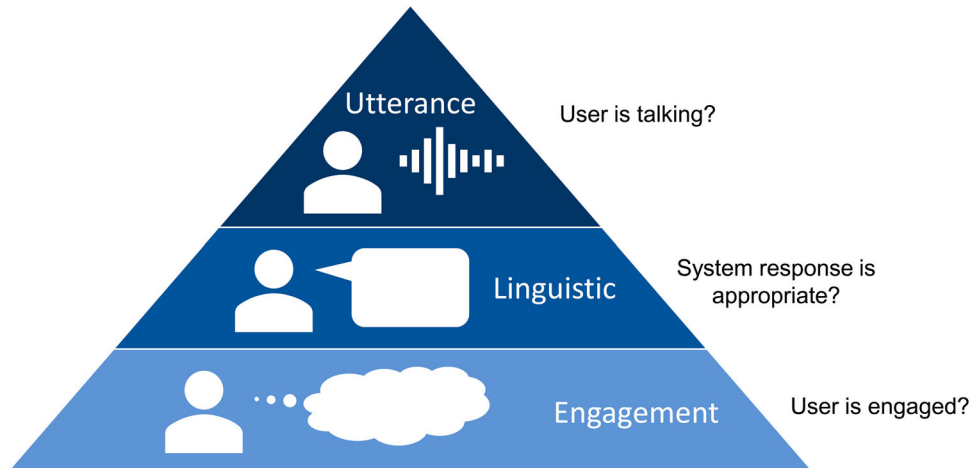 Utterance
User is talking?
Linguistic
System response is
appropriate?
Engagement
User is engaged?